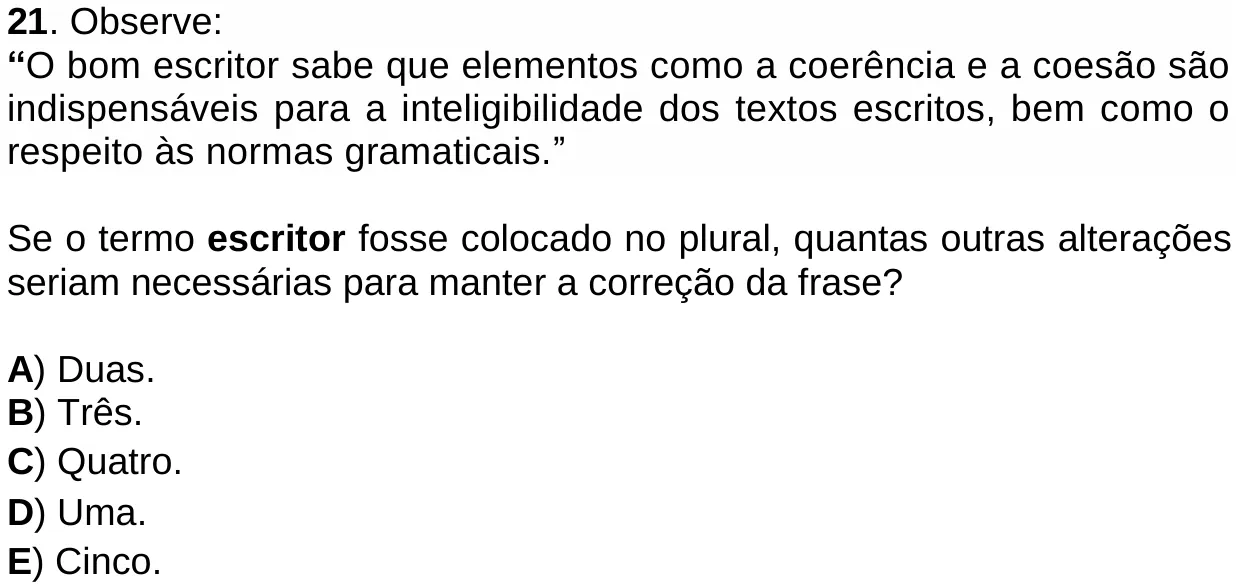 21. Observe:
“O bom escritor sabe que elementos como a coerência e a coesão são
indispensáveis para a inteligibilidade dos textos escritos, bem como o
respeito às normas gramaticais.”
Se o termo escritor fosse colocado no plural, quantas outras alterações
seriam necessárias para manter a correção da frase?
A) Duas.
B) Três.
C) Quatro.
D) Uma.
E) Cinco.